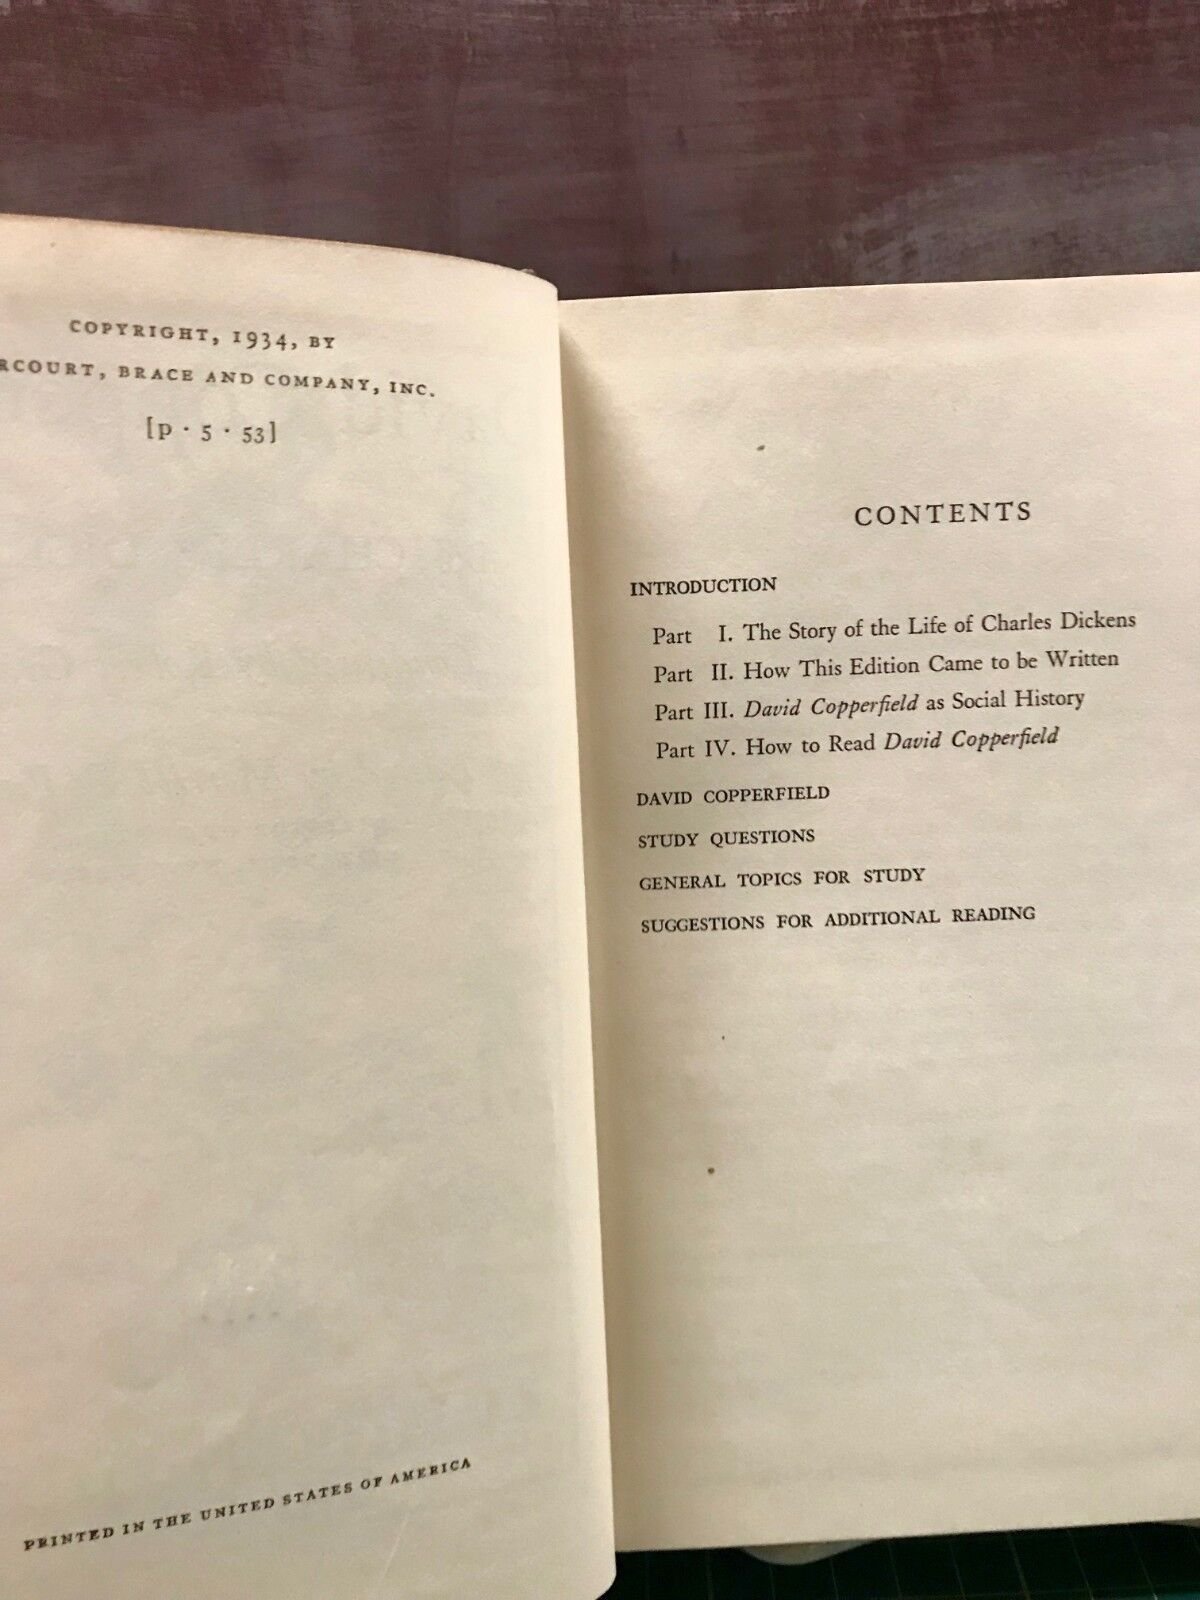 COPYRIGHT, 1934, BY
RCOURT, BRACE AND COMPANY, INC.
[p · 5 · 53]
PRINTED IN THE UNITED STATES OF AMERICA
CONTENTS
INTRODUCTION
Part I. The Story of the Life of Charles Dickens
Part II. How This Edition Came to be Written
Part III. David Copperfield as Social History
Part IV. How to Read David Copperfield
DAVID COPPERFIELD
STUDY QUESTIONS
GENERAL TOPICS FOR STUDY
SUGGESTIONS FOR ADDITIONAL READING